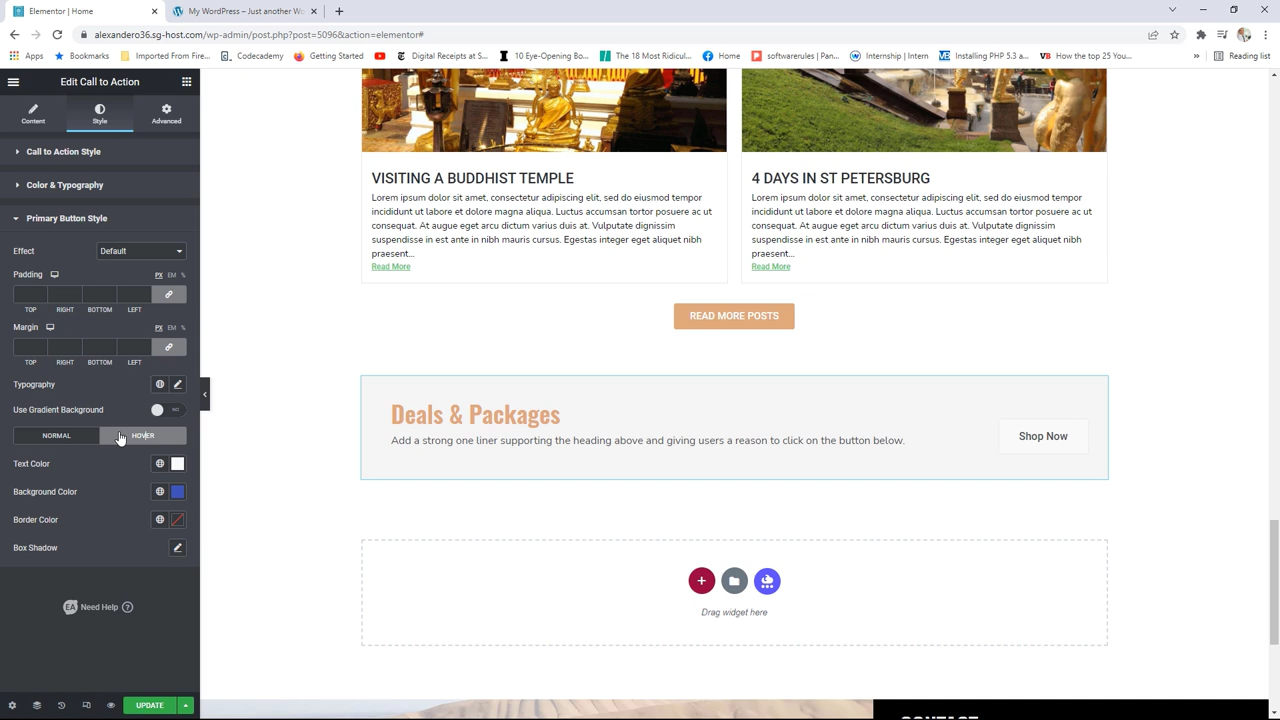 Elementor | Home
My WordPress – Just another Wo
alexandero36.sg-host.com/wp-admin/post.php?post=5096&action=elementor#
Apps
Bookmarks
Imported From Fire...
Codecademy
Getting Started
Digital Receipts at S...
10 Eye-Opening Bo...
The 18 Most Ridicul...
Home
softwarerules | Pan...
Internship | Intern
Installing PHP 5.3 a...
How the top 25 You...
»
Reading list
Edit Call to Action
Content
Style
Advanced
Call to Action Style
Color & Typography
Primary Button Style
Effect
Default
Padding
PX EM %
TOP RIGHT BOTTOM LEFT
Margin
PX EM %
TOP RIGHT BOTTOM LEFT
Typography
Use Gradient Background
NO
NORMAL
HOVER
Text Color
Background Color
Border Color
Box Shadow
EA Need Help ?
UPDATE
VISITING A BUDDHIST TEMPLE
Lorem ipsum dolor sit amet, consectetur adipiscing elit, sed do eiusmod tempor
incididunt ut labore et dolore magna aliqua. Luctus accumsan tortor posuere ac ut
consequat. At augue eget arcu dictum varius duis at. Vulputate dignissim
suspendisse in est ante in nibh mauris cursus. Egestas integer eget aliquet nibh
praesent...
Read More
4 DAYS IN ST PETERSBURG
Lorem ipsum dolor sit amet, consectetur adipiscing elit, sed do eiusmod tempor
incididunt ut labore et dolore magna aliqua. Luctus accumsan tortor posuere ac ut
consequat. At augue eget arcu dictum varius duis at. Vulputate dignissim
suspendisse in est ante in nibh mauris cursus. Egestas integer eget aliquet nibh
praesent...
Read More
READ MORE POSTS
Deals & Packages
Add a strong one liner supporting the heading above and giving users a reason to click on the button below.
Shop Now
Drag widget here
CONTACT